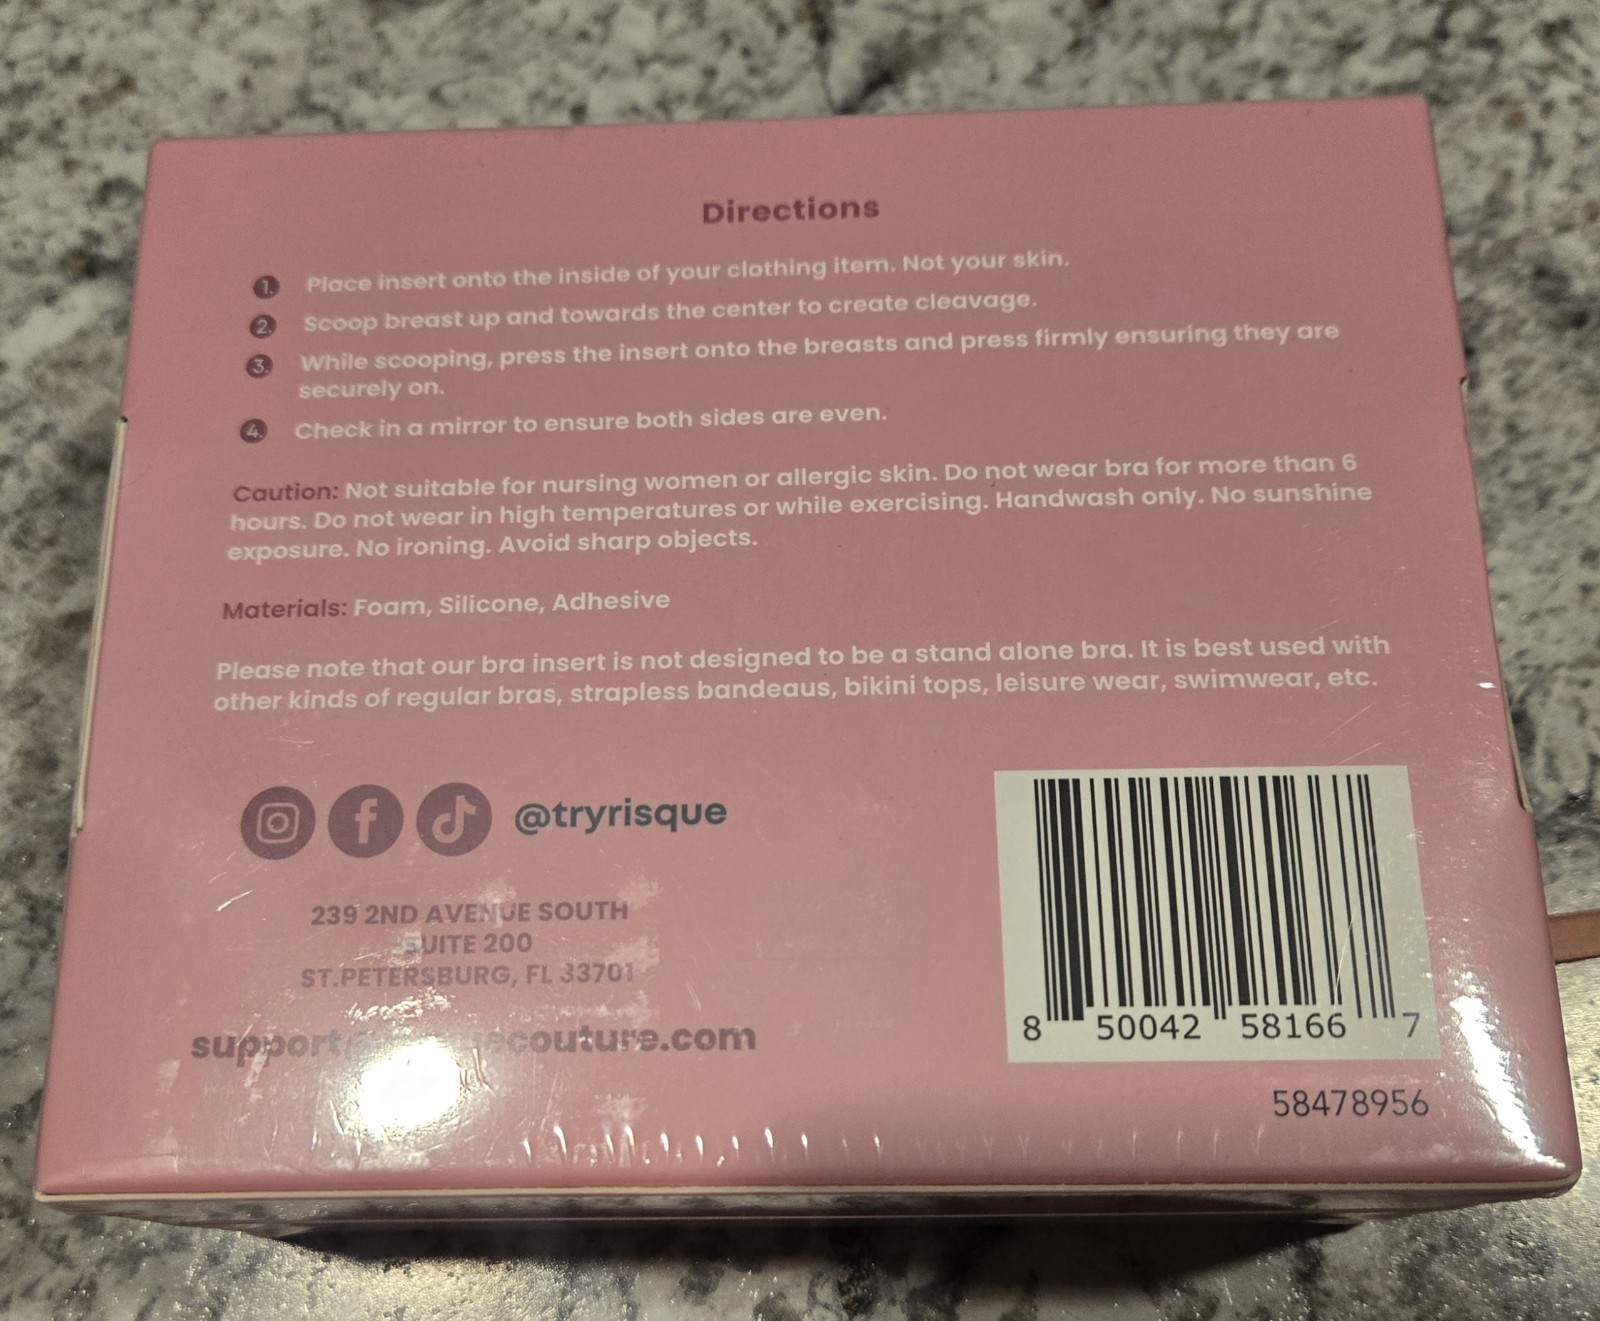 Directions
1. Place insert onto the inside of your clothing item. Not your skin.
2. Scoop breast up and towards the center to create cleavage.
3. While scooping, press the insert onto the breasts and press firmly ensuring they are
securely on.
4. Check in a mirror to ensure both sides are even.
Caution: Not suitable for nursing women or allergic skin. Do not wear bra for more than 6
hours. Do not wear in high temperatures or while exercising. Handwash only. No sunshine
exposure. No ironing. Avoid sharp objects.
Materials: Foam, Silicone, Adhesive
Please note that our bra insert is not designed to be a stand alone bra. It is best used with
other kinds of regular bras, strapless bandeaus, bikini tops, leisure wear, swimwear, etc.
@tryrisque
239 2ND AVENUE SOUTH
SUITE 200
ST.PETERSBURG, FL 33701
8 50042 58166 7
58478956